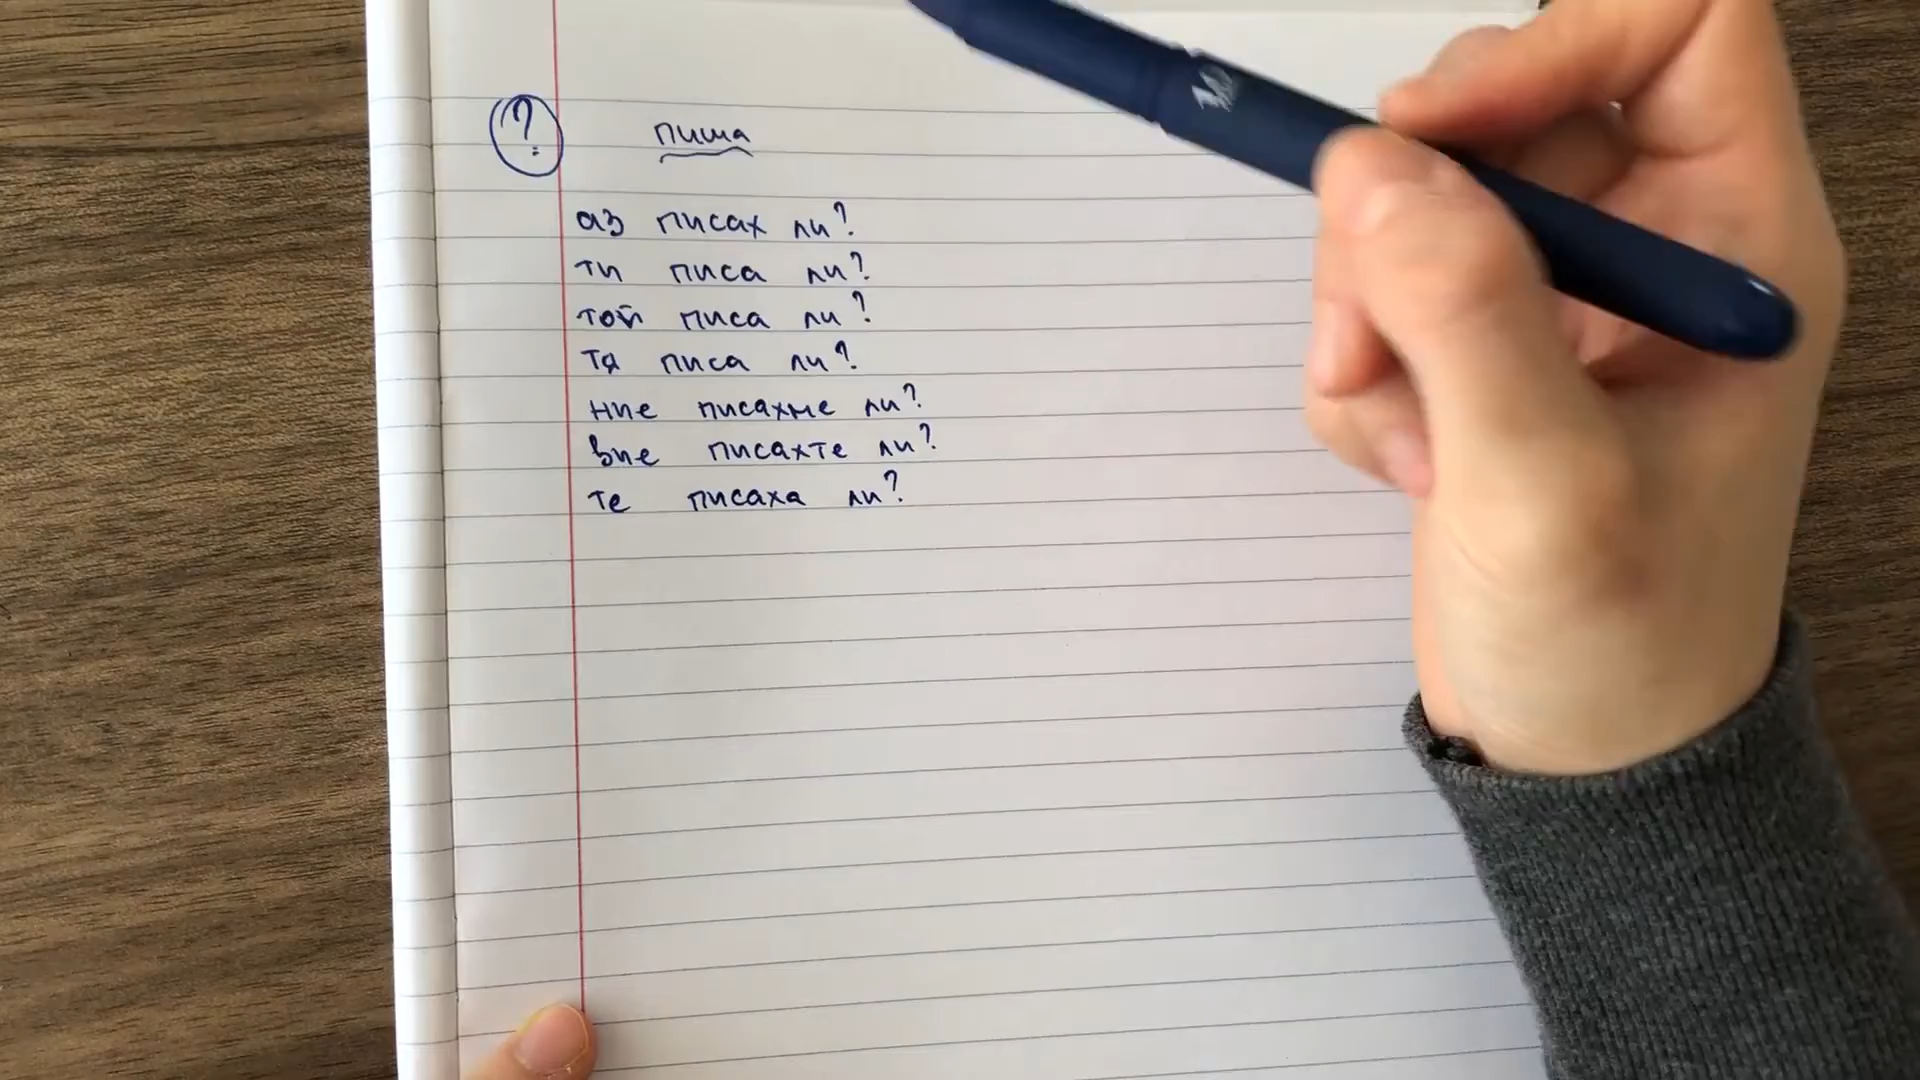 ? пиша
аз писах ли?
ти писа ли?
той писа ли?
тя писа ли?
ние писахме ли?
вие писахте ли?
те писаха ли?